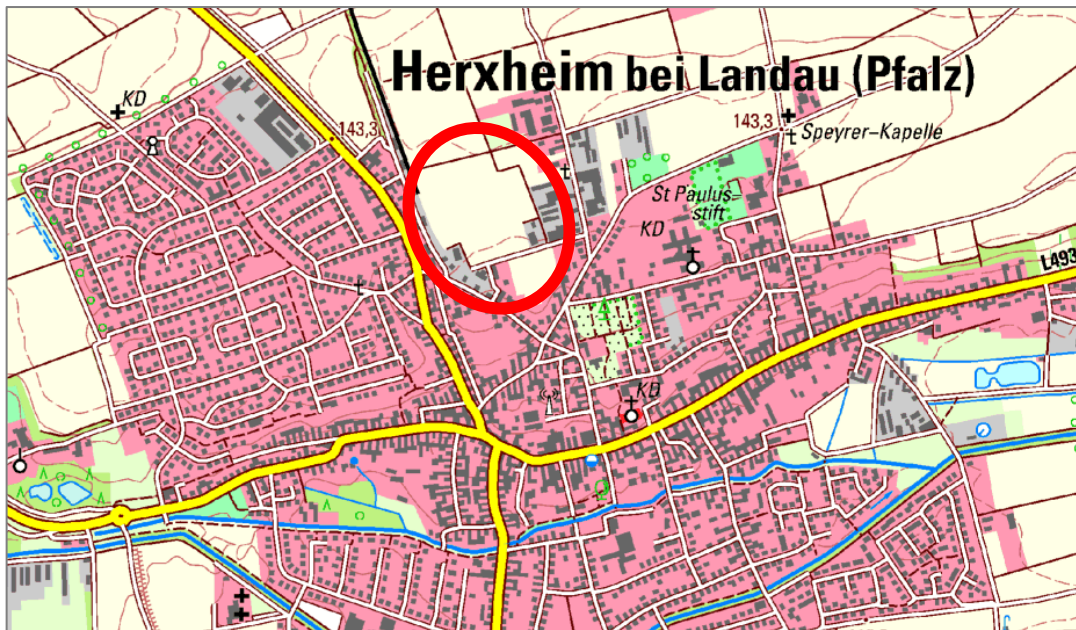 Herxheim bei Landau (Pfalz)
KD
143,3
143,3
Speyrer-Kapelle
St Paulus=
stift
KD
L493
KD